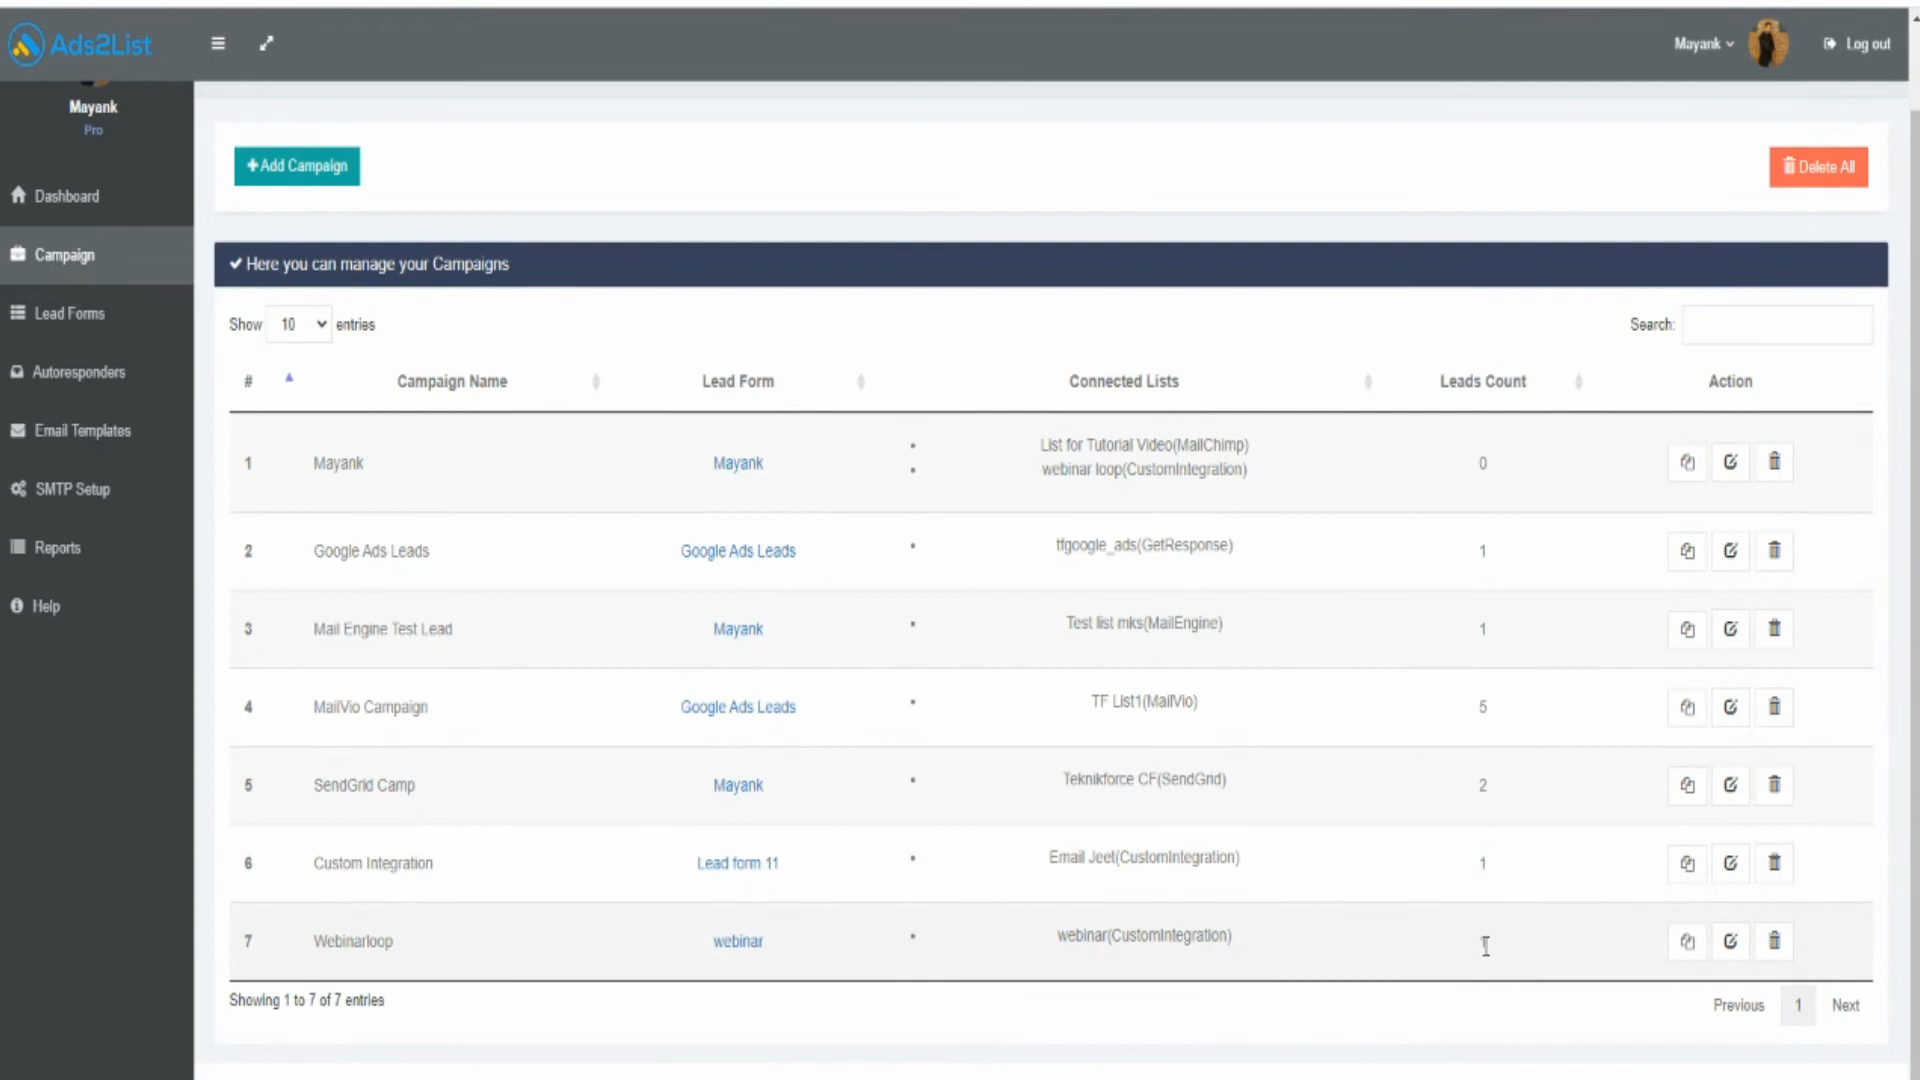 Ads2List
Mayank
Log out
Mayank
Pro
Dashboard
Campaign
Lead Forms
Autoresponders
Email Templates
SMTP Setup
Reports
Help
+Add Campaign
Delete All
Here you can manage your Campaigns
Show 10 entries
Search:
# Campaign Name Lead Form Connected Lists Leads Count Action
1 Mayank Mayank • List for Tutorial Video(MailChimp) 0
• webinar loop(CustomIntegration)
2 Google Ads Leads Google Ads Leads • tfgoogle_ads(GetResponse) 1
3 Mail Engine Test Lead Mayank • Test list mks(MailEngine) 1
4 MailVio Campaign Google Ads Leads • TF List1(MailVio) 5
5 SendGrid Camp Mayank • Teknikforce CF(SendGrid) 2
6 Custom Integration Lead form 11 • Email Jeet(CustomIntegration) 1
7 Webinarloop webinar • webinar(CustomIntegration)
Showing 1 to 7 of 7 entries
Previous 1 Next